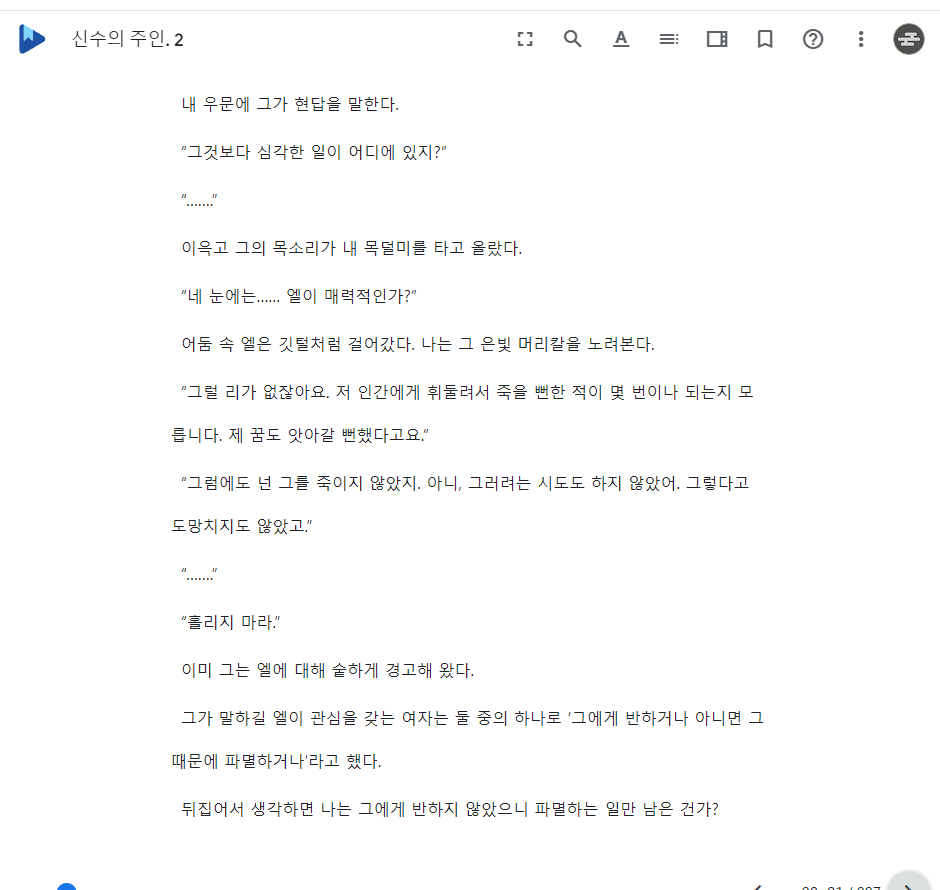 신수의 주인. 2
내 우문에 그가 현답을 말한다.
“그것보다 심각한 일이 어디에 있지?”
“.......”
이윽고 그의 목소리가 내 목덜미를 타고 올랐다.
“네 눈에는...... 엘이 매력적인가?”
어둠 속 엘은 깃털처럼 걸어갔다. 나는 그 은빛 머리칼을 노려본다.
“그럴 리가 없잖아요. 저 인간에게 휘둘려서 죽을 뻔한 적이 몇 번이나 되는지 모
릅니다. 제 꿈도 앗아갈 뻔했다고요.”
“그럼에도 넌 그를 죽이지 않았지. 아니, 그러려는 시도도 하지 않았어. 그렇다고
도망치지도 않았고.”
“.......”
“홀리지 마라.”
이미 그는 엘에 대해 숱하게 경고해 왔다.
그가 말하길 엘이 관심을 갖는 여자는 둘 중의 하나로 ‘그에게 반하거나 아니면 그
때문에 파멸하거나’라고 했다.
뒤집어서 생각하면 나는 그에게 반하지 않았으니 파멸하는 일만 남은 건가?